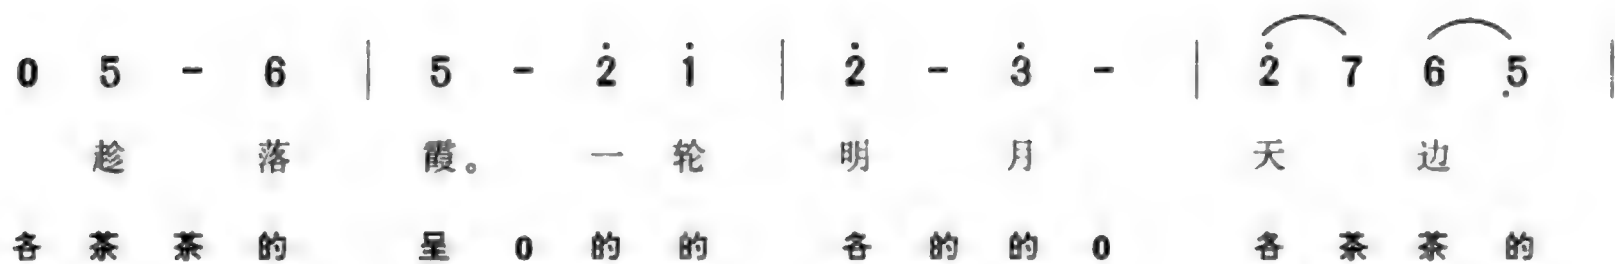 0 5 - 6 | 5 - 2̇ 1̇ | 2̇ - 3̇ - | 2̇ 7 6 5̣ |
趁 落 霞。 一 轮 明 月 天 边
各 茶 茶 的 呈 0 的 的 各 的 的 0 各 茶 茶 的